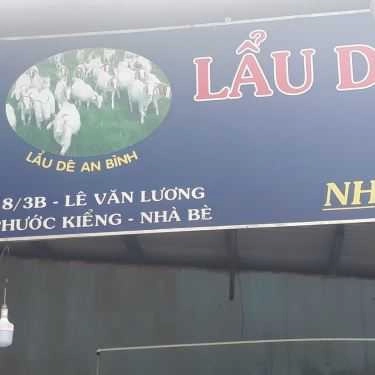 LẨU D
LẨU DÊ AN BÌNH
8/3B - LÊ VĂN LƯƠNG
PHƯỚC KIỂNG - NHÀ BÈ
NH